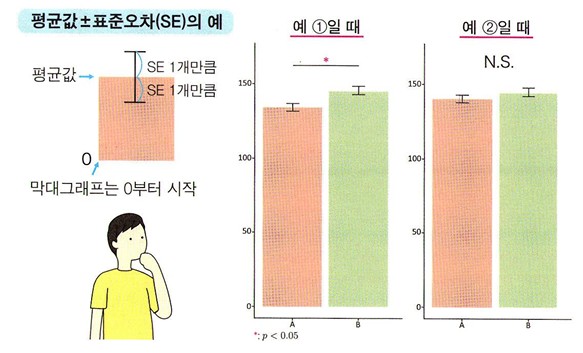 평균값±표준오차(SE)의 예
평균값
SE 1개만큼
SE 1개만큼
0
막대그래프는 0부터 시작
예 ①일 때
*
150
100
50
0
A B
*: p < 0.05
예 ②일 때
N.S.
150
100
50
0
A B